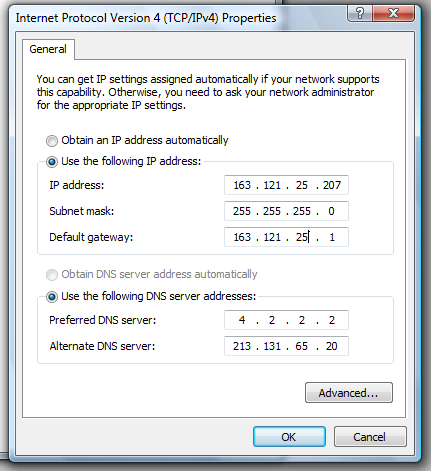 Internet Protocol Version 4 (TCP/IPv4) Properties
General
You can get IP settings assigned automatically if your network supports
this capability. Otherwise, you need to ask your network administrator
for the appropriate IP settings.
Obtain an IP address automatically
Use the following IP address:
IP address: 163 . 121 . 25 . 207
Subnet mask: 255 . 255 . 255 . 0
Default gateway: 163 . 121 . 25 . 1
Obtain DNS server address automatically
Use the following DNS server addresses:
Preferred DNS server: 4 . 2 . 2 . 2
Alternate DNS server: 213 . 131 . 65 . 20
Advanced...
OK Cancel